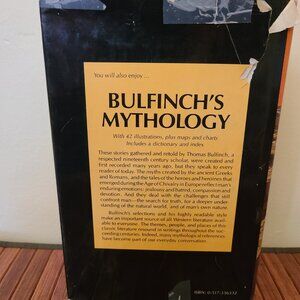 You will also enjoy ...
BULFINCH'S
MYTHOLOGY
With 42 illustrations, plus maps and charts
Includes a dictionary and index
These stories gathered and retold by Thomas Bulfinch, a
respected nineteenth century scholar, were created and
first recorded many years ago, but they speak to every
reader of today. The myths created by the ancient Greeks
and Romans, and the tales of the heroes and heroines that
emerged during the Age of Chivalry in Europe reflect man's
enduring emotions: jealousy and hatred, compassion and
devotion. And they deal with the challenges that still
confront man—the search for truth, for a deeper under-
standing of the natural world, and of man's own nature.
Bulfinch's selections and his highly readable style
make an important source of all Western literature avail-
able to everyone. The themes, people, and places of this
classic literature resound in writings throughout the suc-
ceeding centuries. Indeed, many mythological references
have become part of our everyday conversation.
ISBN: 0-517-